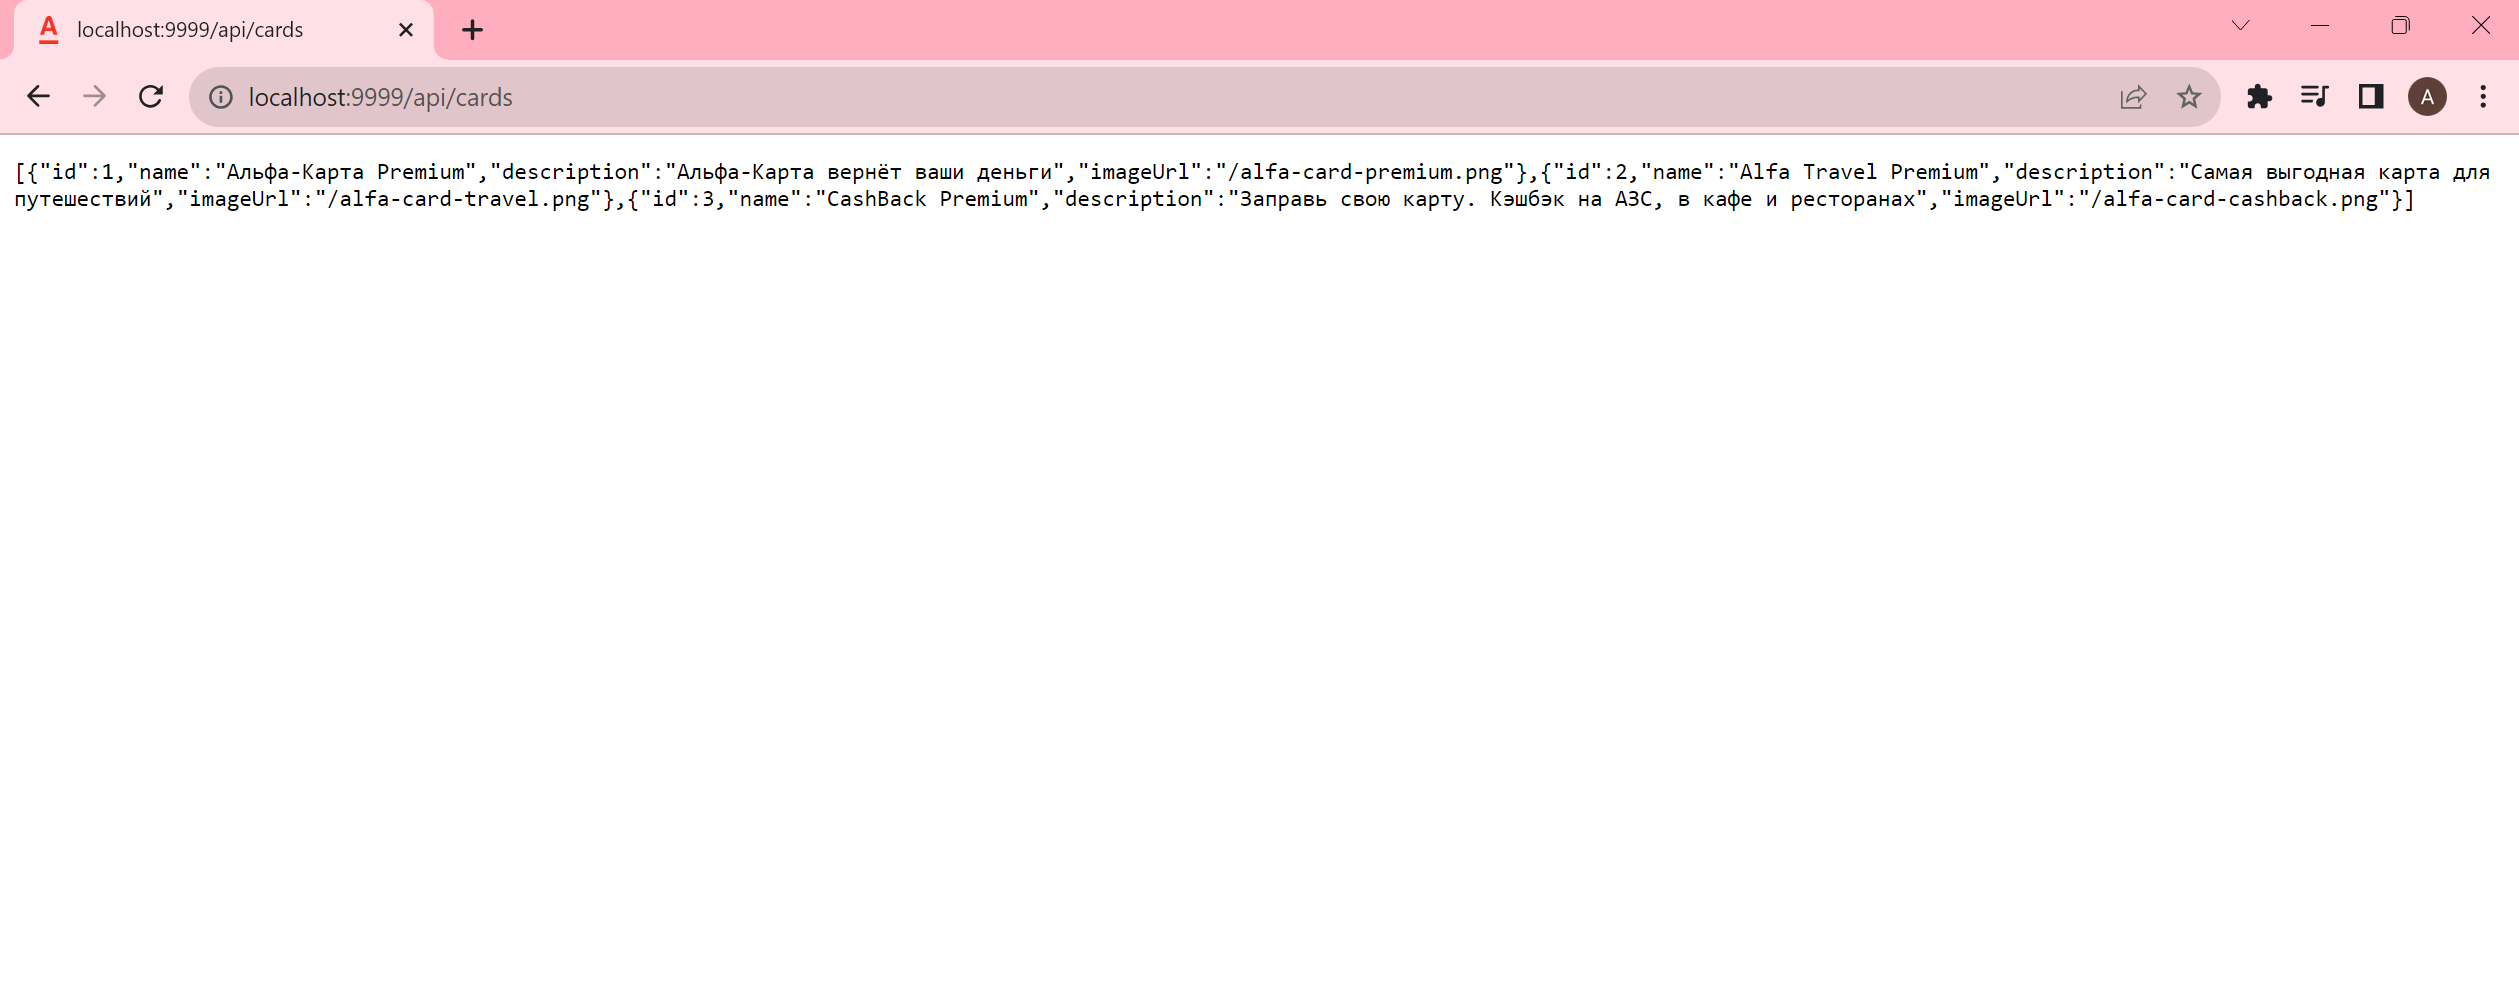 localhost:9999/api/cards
localhost:9999/api/cards
A
[{"id":1,"name":"Альфа-Карта Premium","description":"Альфа-Карта вернёт ваши деньги","imageUrl":"/alfa-card-premium.png"},{"id":2,"name":"Alfa Travel Premium","description":"Самая выгодная карта для
путешествий","imageUrl":"/alfa-card-travel.png"},{"id":3,"name":"CashBack Premium","description":"Заправь свою карту. Кэшбэк на АЗС, в кафе и ресторанах","imageUrl":"/alfa-card-cashback.png"}]